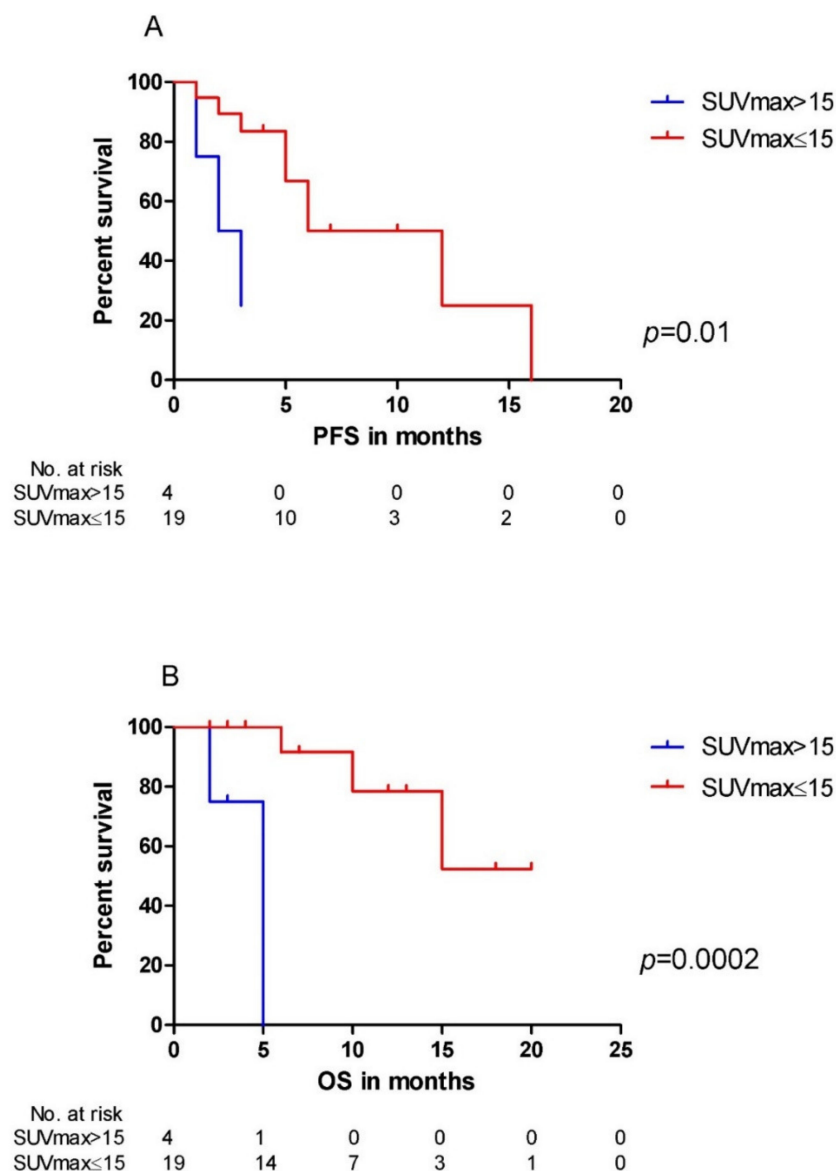 A
100
80
60
40
20
0
Percent survival
0 5 10 15 20
PFS in months
SUVmax>15
SUVmax≤15
p=0.01
No. at risk
SUVmax>15 4 0 0 0 0
SUVmax≤15 19 10 3 2 0
B
100
80
60
40
20
0
Percent survival
0 5 10 15 20 25
OS in months
SUVmax>15
SUVmax≤15
p=0.0002
No. at risk
SUVmax>15 4 1 0 0 0 0
SUVmax≤15 19 14 7 3 1 0